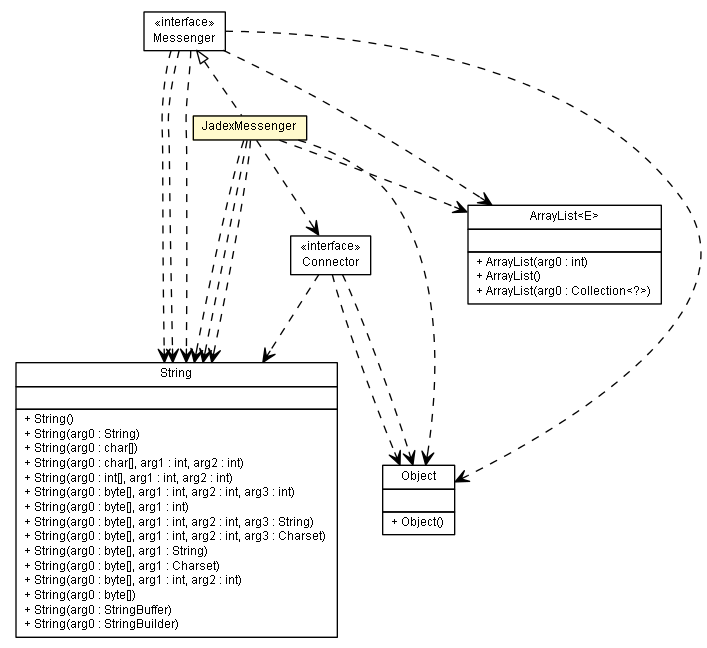 «interface»
Messenger
JadexMessenger
ArrayList<E>
+ ArrayList(arg0 : int)
+ ArrayList()
+ ArrayList(arg0 : Collection<?>)
«interface»
Connector
String
+ String()
+ String(arg0 : String)
+ String(arg0 : char[])
+ String(arg0 : char[], arg1 : int, arg2 : int)
+ String(arg0 : int[], arg1 : int, arg2 : int)
+ String(arg0 : byte[], arg1 : int, arg2 : int, arg3 : int)
+ String(arg0 : byte[], arg1 : int)
+ String(arg0 : byte[], arg1 : int, arg2 : int, arg3 : String)
+ String(arg0 : byte[], arg1 : int, arg2 : int, arg3 : Charset)
+ String(arg0 : byte[], arg1 : String)
+ String(arg0 : byte[], arg1 : Charset)
+ String(arg0 : byte[], arg1 : int, arg2 : int)
+ String(arg0 : byte[])
+ String(arg0 : StringBuffer)
+ String(arg0 : StringBuilder)
Object
+ Object()